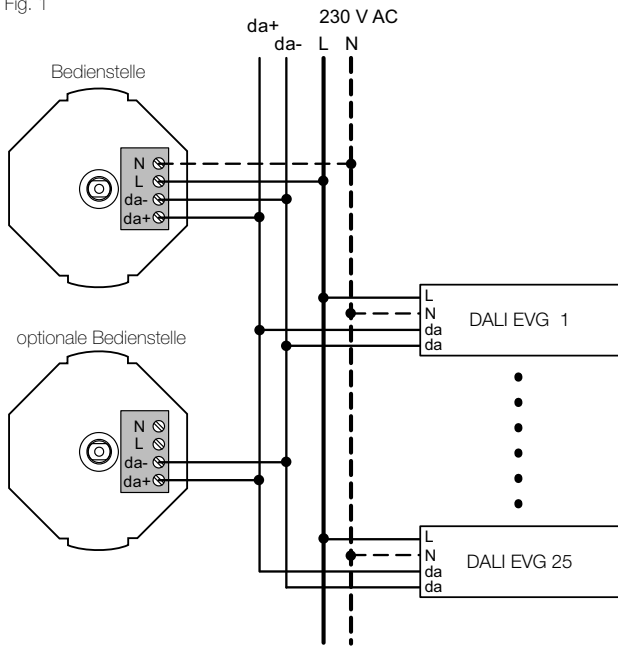 Fig. 1
230 V AC
da+ da- L N
Bedienstelle
N
L
da-
da+
L
N
da
da
DALI EVG 1
optionale Bedienstelle
N
L
da-
da+
L
N
da
da
DALI EVG 25